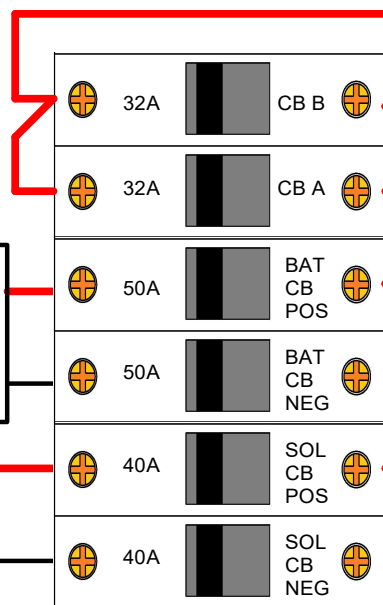 32A CB B
32A CB A
50A BAT
CB
POS
50A BAT
CB
NEG
40A SOL
CB
POS
40A SOL
CB
NEG